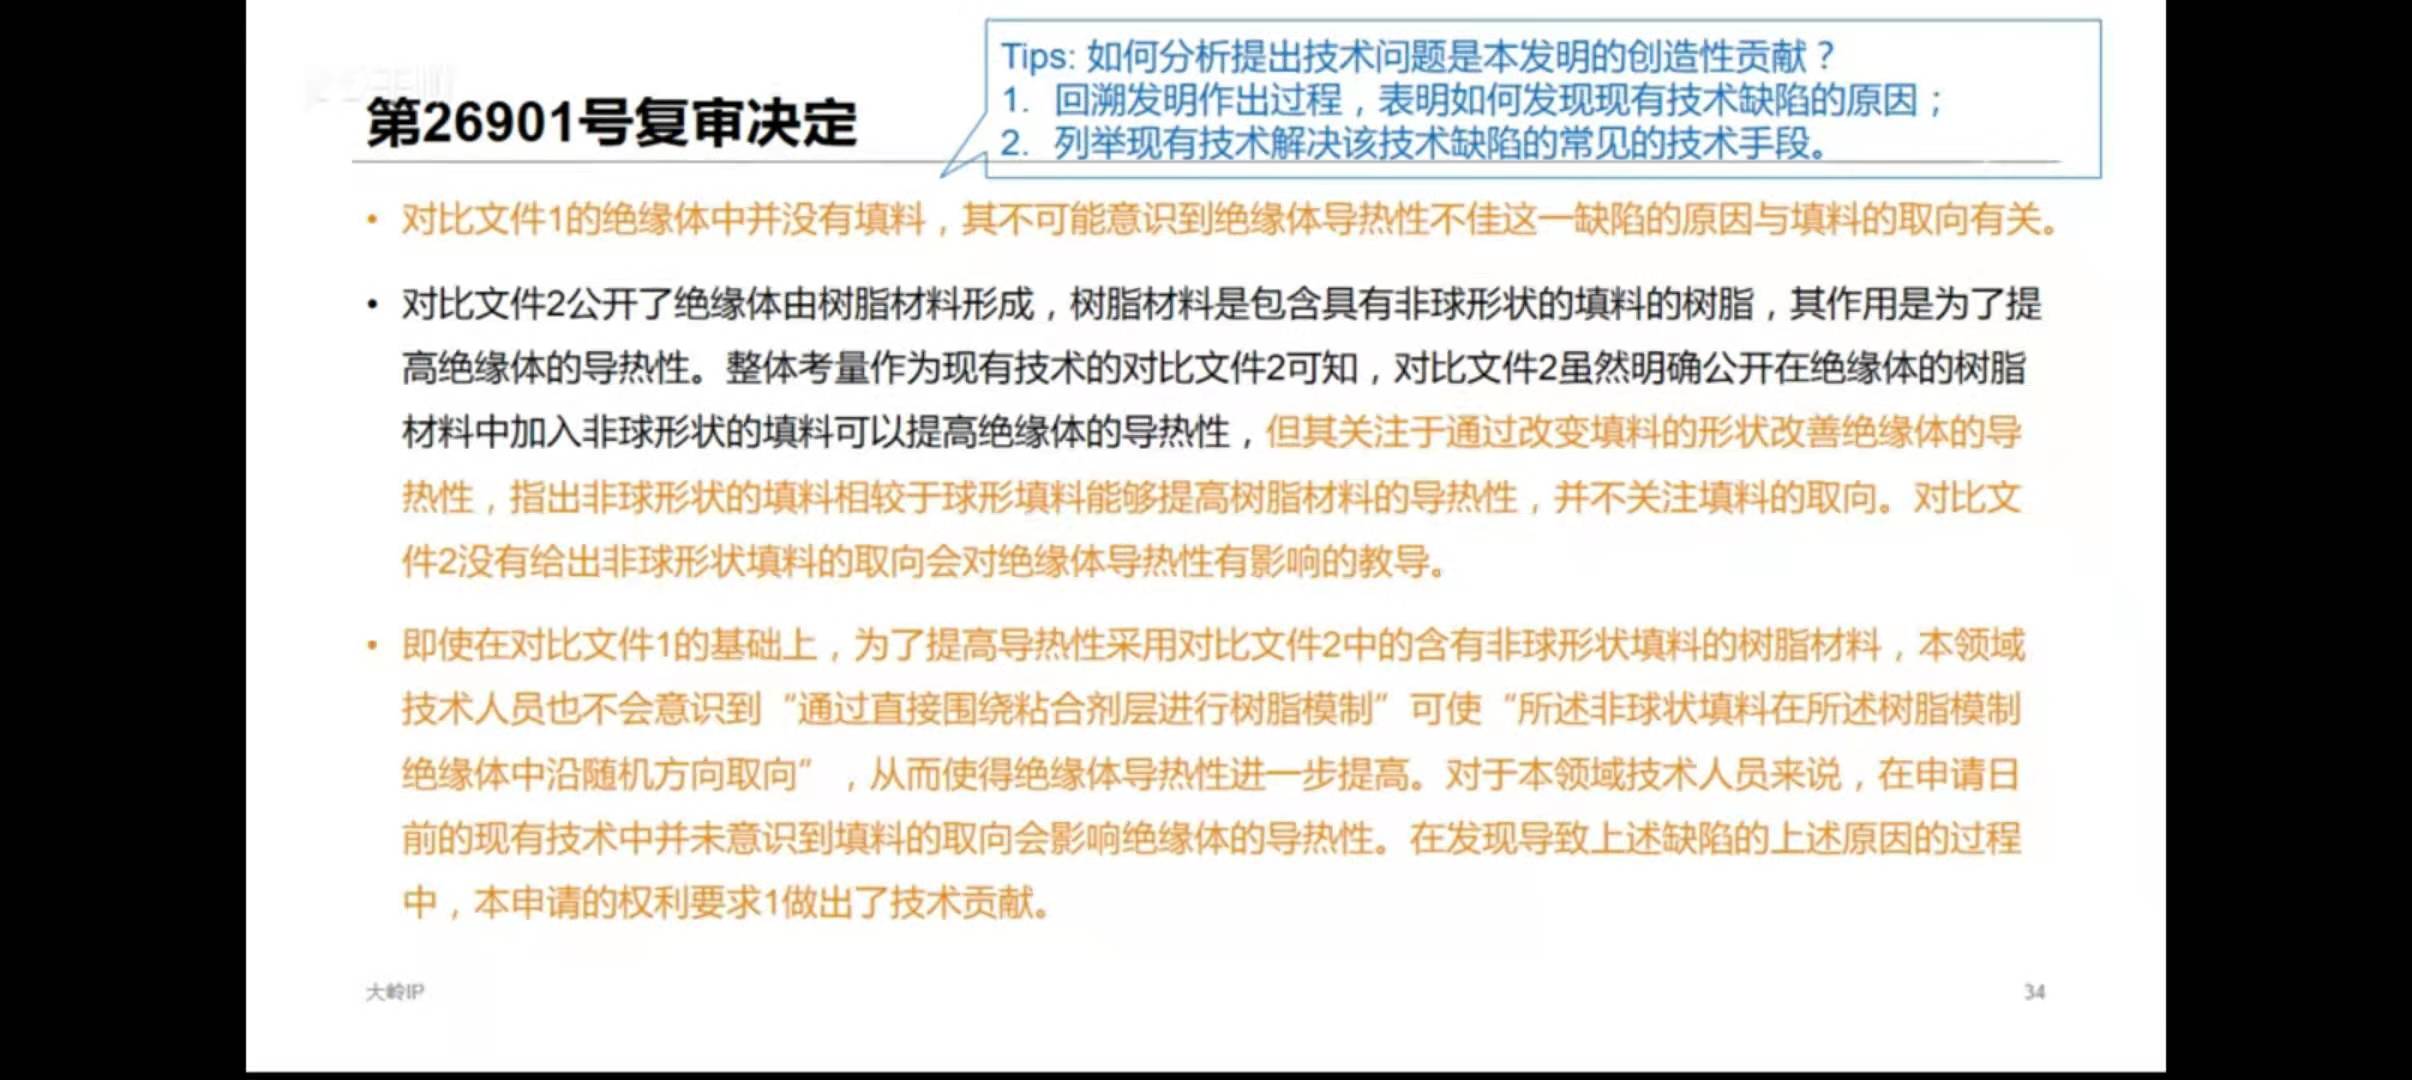 Tips: 如何分析提出技术问题是本发明的创造性贡献？
1. 回溯发明作出过程，表明如何发现现有技术缺陷的原因；
2. 列举现有技术解决该技术缺陷的常见的技术手段。
第26901号复审决定
• 对比文件1的绝缘体中并没有填料，其不可能意识到绝缘体导热性不佳这一缺陷的原因与填料的取向有关。
• 对比文件2公开了绝缘体由树脂材料形成，树脂材料是包含具有非球形状的填料的树脂，其作用是为了提
高绝缘体的导热性。整体考量作为现有技术的对比文件2可知，对比文件2虽然明确公开在绝缘体的树脂
材料中加入非球形状的填料可以提高绝缘体的导热性，但其关注于通过改变填料的形状改善绝缘体的导
热性，指出非球形状的填料相较于球形填料能够提高树脂材料的导热性，并不关注填料的取向。对比文
件2没有给出非球形状填料的取向会对绝缘体导热性有影响的教导。
• 即使在对比文件1的基础上，为了提高导热性采用对比文件2中的含有非球形状填料的树脂材料，本领域
技术人员也不会意识到“通过直接围绕粘合剂层进行树脂模制”可使“所述非球状填料在所述树脂模制
绝缘体中沿随机方向取向”，从而使得绝缘体导热性进一步提高。对于本领域技术人员来说，在申请日
前的现有技术中并未意识到填料的取向会影响绝缘体的导热性。在发现导致上述缺陷的上述原因的过程
中，本申请的权利要求1做出了技术贡献。
大岭IP
34